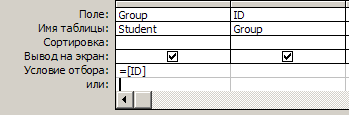 Поле: Group ID
Имя таблицы: Student Group
Сортировка:
Вывод на экран:
Условие отбора: =[ID]
или: